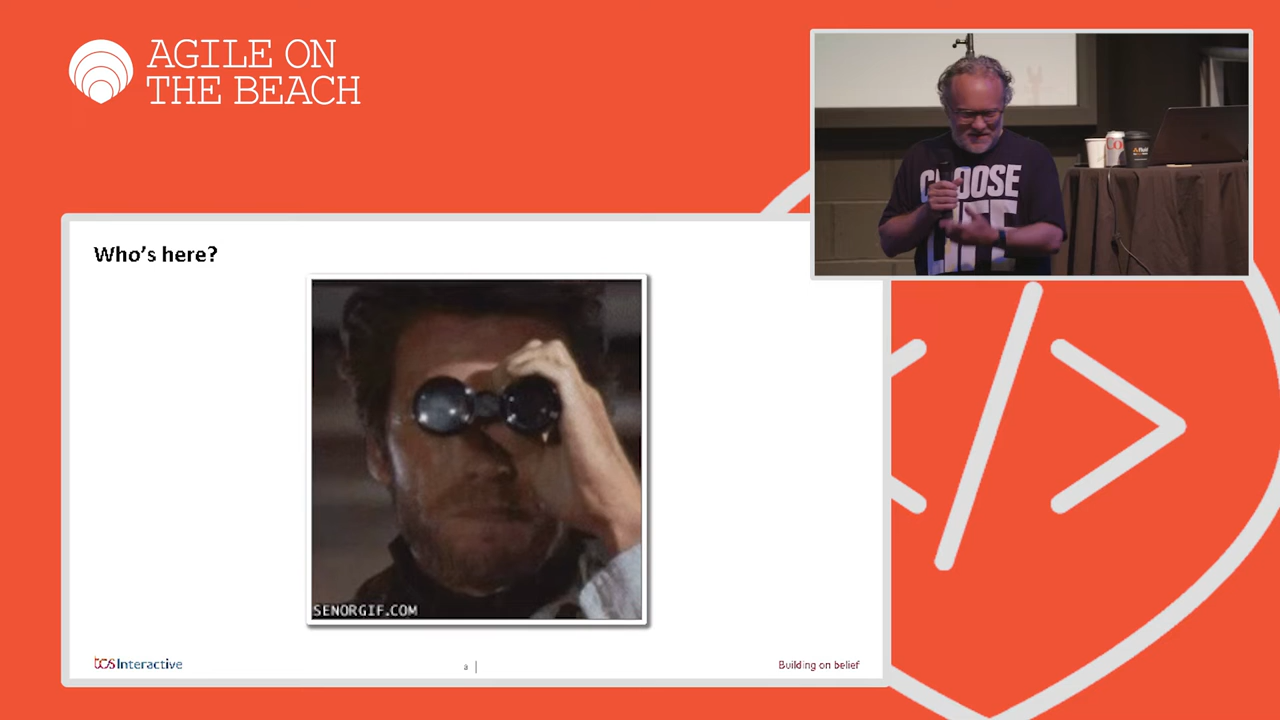 AGILE ON
THE BEACH
CHOOSE
LIFE
Who's here?
SENORGIF.COM
tcs Interactive
Building on belief